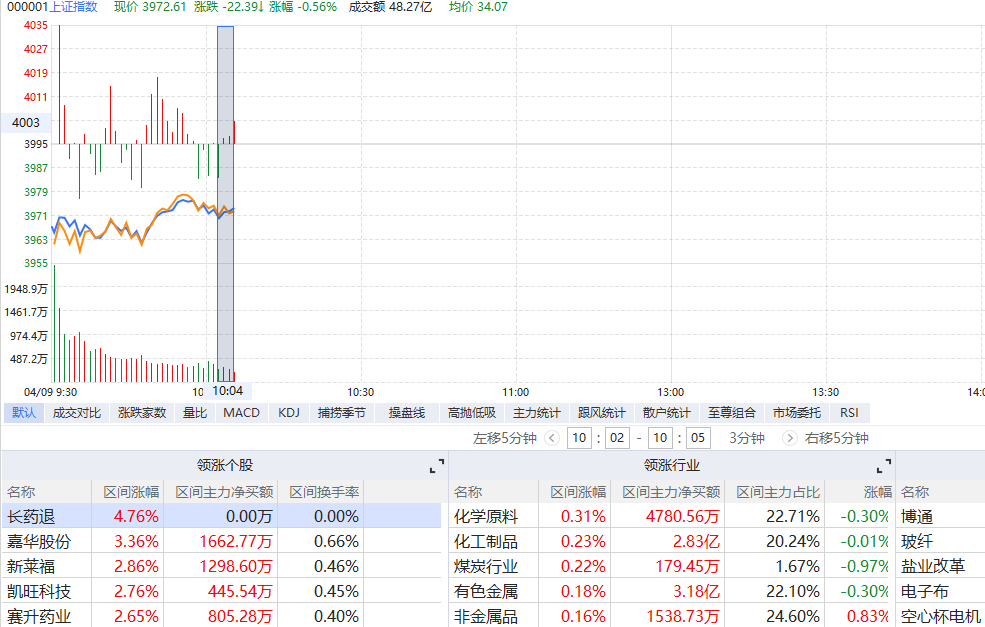 000001上证指数 现价 3972.61 涨跌 -22.39↓ 涨幅 -0.56% 成交额 48.27亿 均价 34.07
4035
4027
4019
4011
4003
3995
3987
3979
3971
3963
3955
1948.9万
1461.7万
974.4万
487.2万
04/09 9:30 10 10:04 10:30 11:00 13:00 13:30 14:0
默认 成交对比 涨跌家数 量比 MACD KDJ 捕捞季节 操盘线 高抛低吸 主力统计 跟风统计 散户统计 至尊组合 市场委托 RSI
左移5分钟 < 10 : 02 - 10 : 05 3分钟 > 右移5分钟
领涨个股 领涨行业
名称 区间涨幅 区间主力净买额 区间换手率 名称 区间涨幅 区间主力净买额 区间主力占比 涨幅 名称
长药退 4.76% 0.00万 0.00% 化学原料 0.31% 4780.56万 22.71% -0.30% 博通
嘉华股份 3.36% 1662.77万 0.66% 化工制品 0.23% 2.83亿 20.24% -0.01% 玻纤
新莱福 2.86% 1298.60万 0.46% 煤炭行业 0.22% 179.45万 1.67% -0.97% 盐业改革
凯旺科技 2.76% 445.54万 0.45% 有色金属 0.18% 3.18亿 22.10% -0.30% 电子布
赛升药业 2.65% 805.28万 0.40% 非金属品 0.16% 1538.73万 24.60% 0.83% 空心杯电机